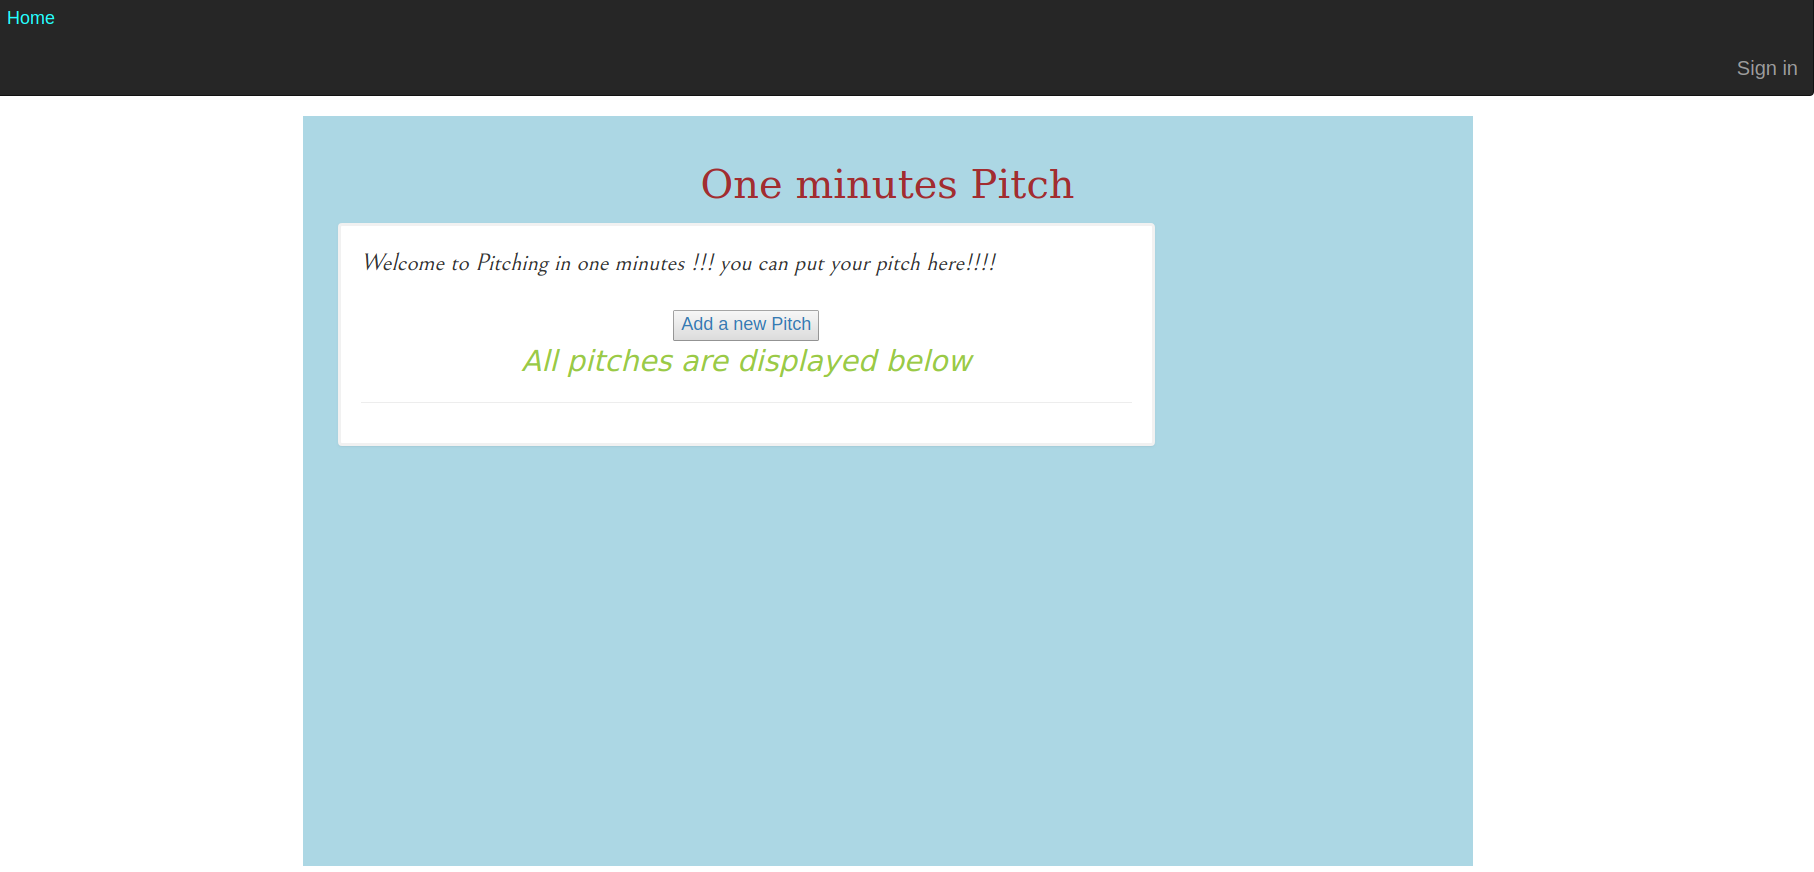 Home
Sign in
One minutes Pitch
Welcome to Pitching in one minutes !!! you can put your pitch here!!!!
Add a new Pitch
All pitches are displayed below